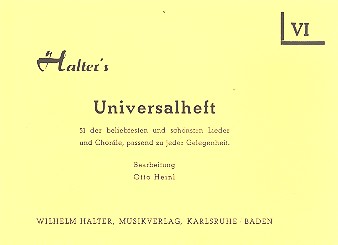 VI
Halter's
Universalheft
51 der beliebtesten und schönsten Lieder
und Choräle, passend zu jeder Gelegenheit.
Bearbeitung
Otto Heinl
WILHELM HALTER, MUSIKVERLAG, KARLSRUHE - BADEN